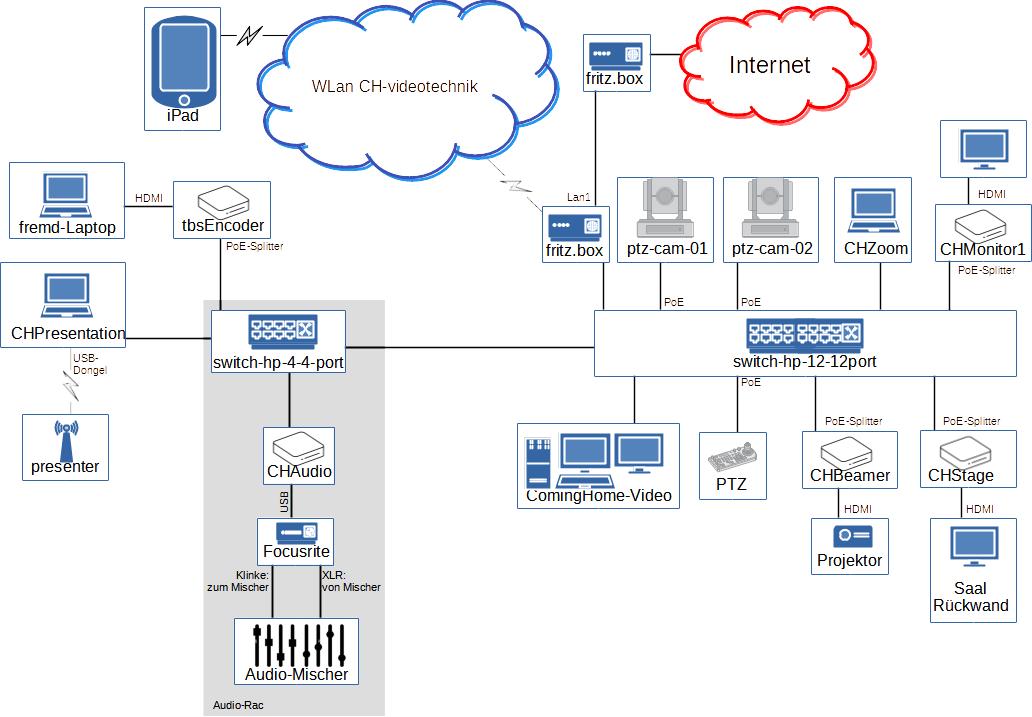 iPad
WLan CH-videotechnik
fritz.box
Internet
HDMI
fremd-Laptop
tbsEncoder
PoE-Splitter
Lan1
fritz.box
ptz-cam-01
ptz-cam-02
CHZoom
HDMI
CHMonitor1
PoE-Splitter
PoE
PoE
CHPresentation
switch-hp-4-4-port
switch-hp-12-12port
USB-
Dongel
presenter
PoE
PoE-Splitter
PoE-Splitter
CHAudio
USB
ComingHome-Video
PTZ
CHBeamer
CHStage
HDMI
HDMI
Focusrite
Projektor
Klinke:
zum Mischer
XLR:
von Mischer
Saal
Rückwand
Audio-Mischer
Audio-Rac